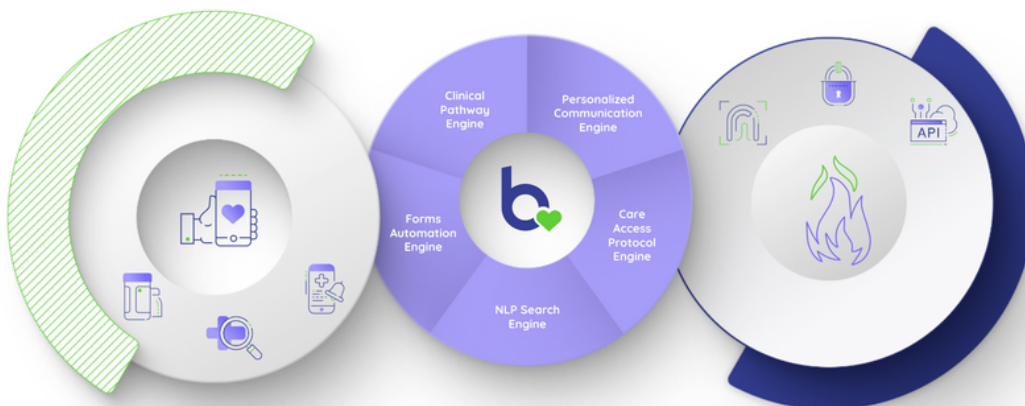 Clinical
Pathway
Engine
Personalized
Communication
Engine
Forms
Automation
Engine
b
Care
Access
Protocol
Engine
NLP Search
Engine
API